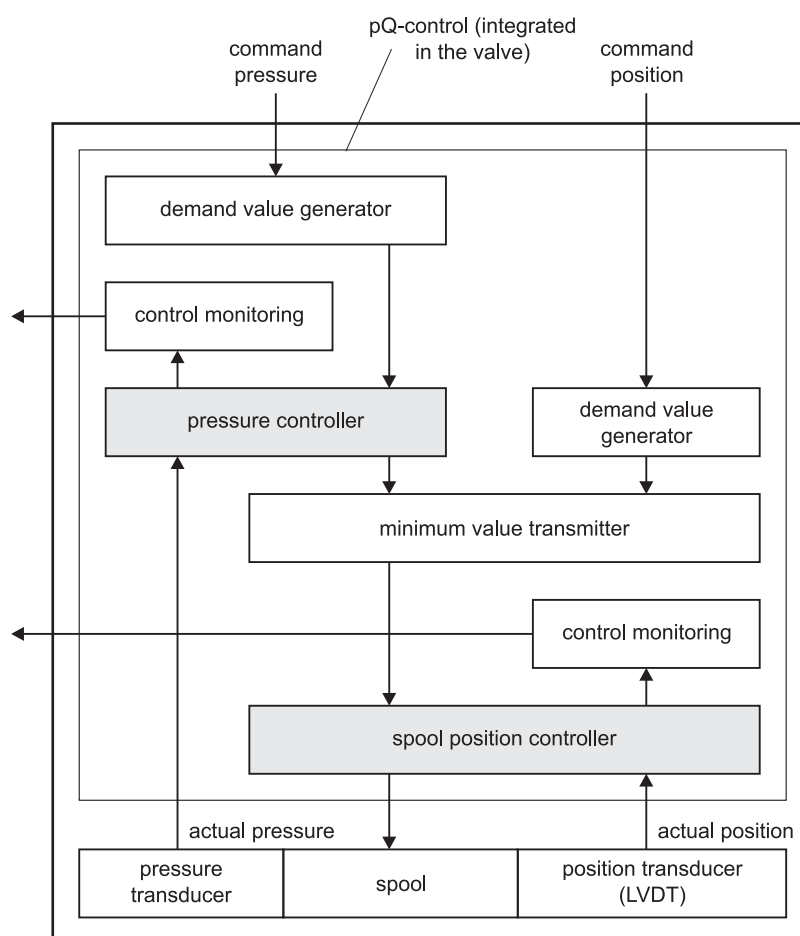 pQ-control (integrated
in the valve)
command
pressure
command
position
demand value generator
control monitoring
pressure controller
demand value
generator
minimum value transmitter
control monitoring
spool position controller
actual pressure
actual position
pressure
transducer
spool
position transducer
(LVDT)